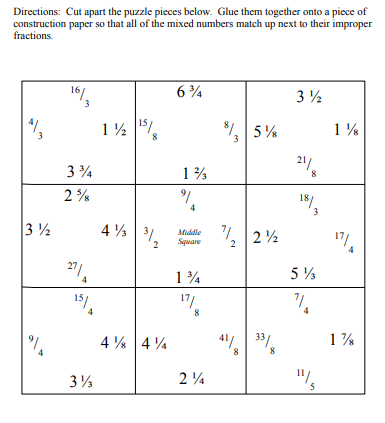 Directions:  Cut apart the puzzle pieces below.  Glue them together onto a piece of
construction paper so that all of the mixed numbers match up next to their improper
fractions.
16/3 6 ¾ 3 ½
4/3 1 ½ 15/8 8/3 5 ⅛ 1 ⅛
3 ¾ 1 ⅔ 21/8
2 ⅝ 9/4 18/3
3 ½ 4 ⅓ 3/2 Middle 7/2 2 ½ 17/4
Square
27/4 1 ¾ 5 ⅓
15/4 17/8 7/4
9/4 4 ⅛ 4 ¼ 41/8 33/8 1 ⅞
3 ⅓ 2 ¼ 11/5